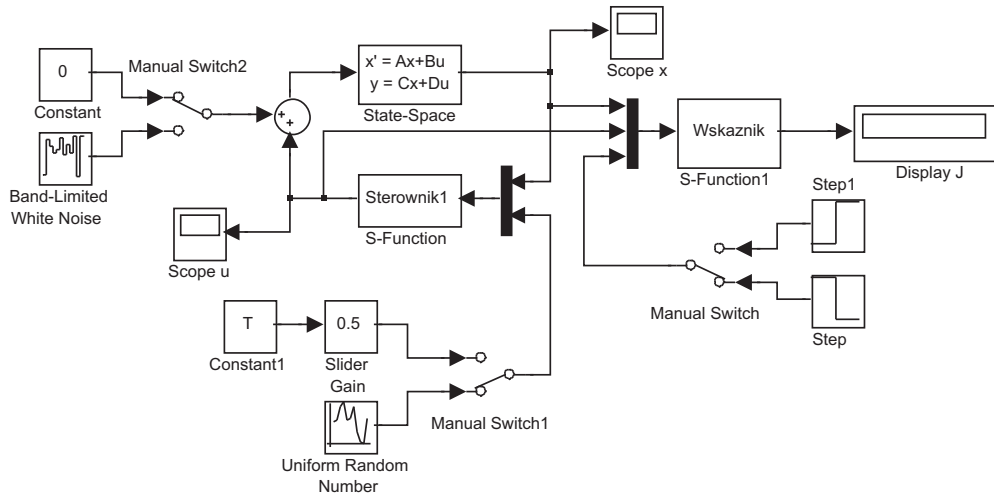 Scope x
0
Constant
Manual Switch2
x' = Ax+Bu
y = Cx+Du
State-Space
Band-Limited
White Noise
Wskaznik
S-Function1
Display J
Sterownik1
S-Function
Scope u
Step1
Manual Switch
Step
T
Constant1
0.5
Slider
Gain
Manual Switch1
Uniform Random
Number